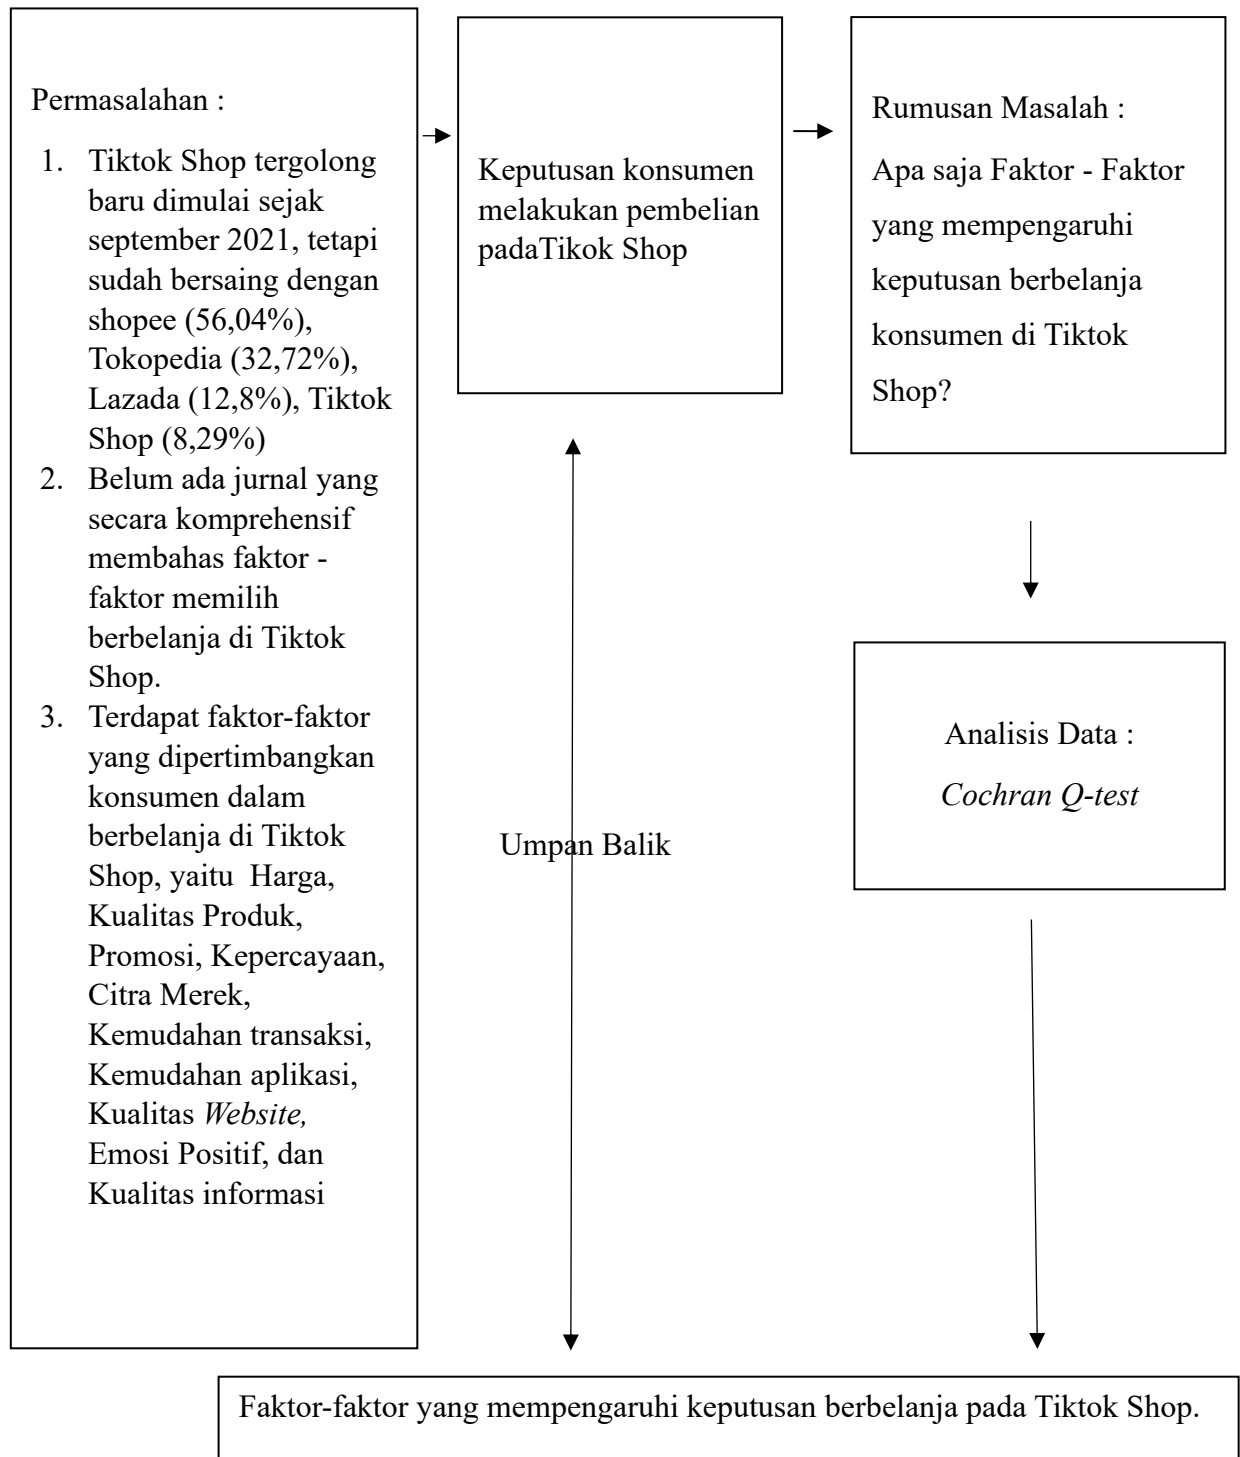 Permasalahan :
1. Tiktok Shop tergolong
baru dimulai sejak
september 2021, tetapi
sudah bersaing dengan
shopee (56,04%),
Tokopedia (32,72%),
Lazada (12,8%), Tiktok
Shop (8,29%)
2. Belum ada jurnal yang
secara komprehensif
membahas faktor -
faktor memilih
berbelanja di Tiktok
Shop.
3. Terdapat faktor-faktor
yang dipertimbangkan
konsumen dalam
berbelanja di Tiktok
Shop, yaitu Harga,
Kualitas Produk,
Promosi, Kepercayaan,
Citra Merek,
Kemudahan transaksi,
Kemudahan aplikasi,
Kualitas Website,
Emosi Positif, dan
Kualitas informasi
Keputusan konsumen
melakukan pembelian
padaTikok Shop
Rumusan Masalah :
Apa saja Faktor - Faktor
yang mempengaruhi
keputusan berbelanja
konsumen di Tiktok
Shop?
Analisis Data :
Cochran Q-test
Umpan Balik
Faktor-faktor yang mempengaruhi keputusan berbelanja pada Tiktok Shop.